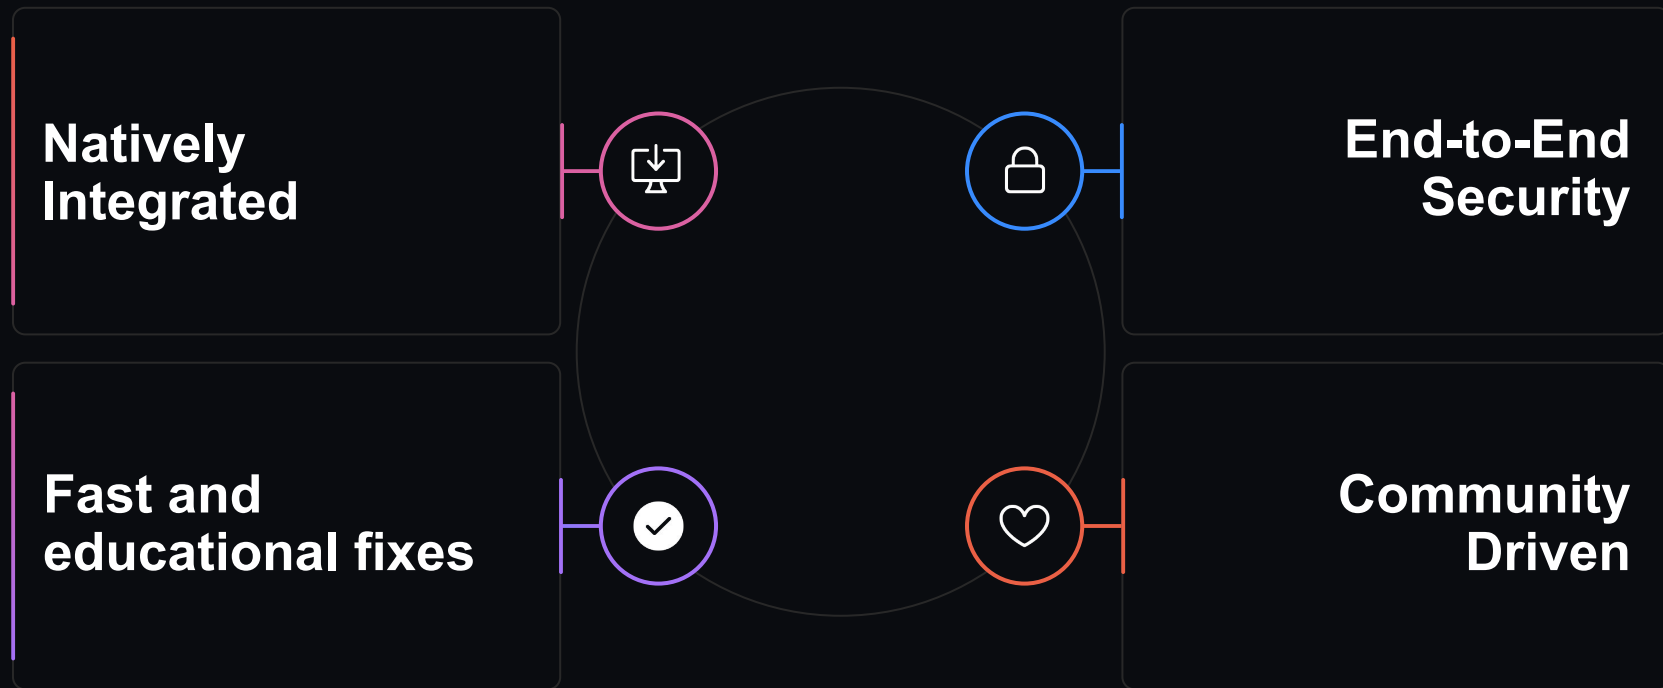 Natively
Integrated
End-to-End
Security
Fast and
educational fixes
Community
Driven